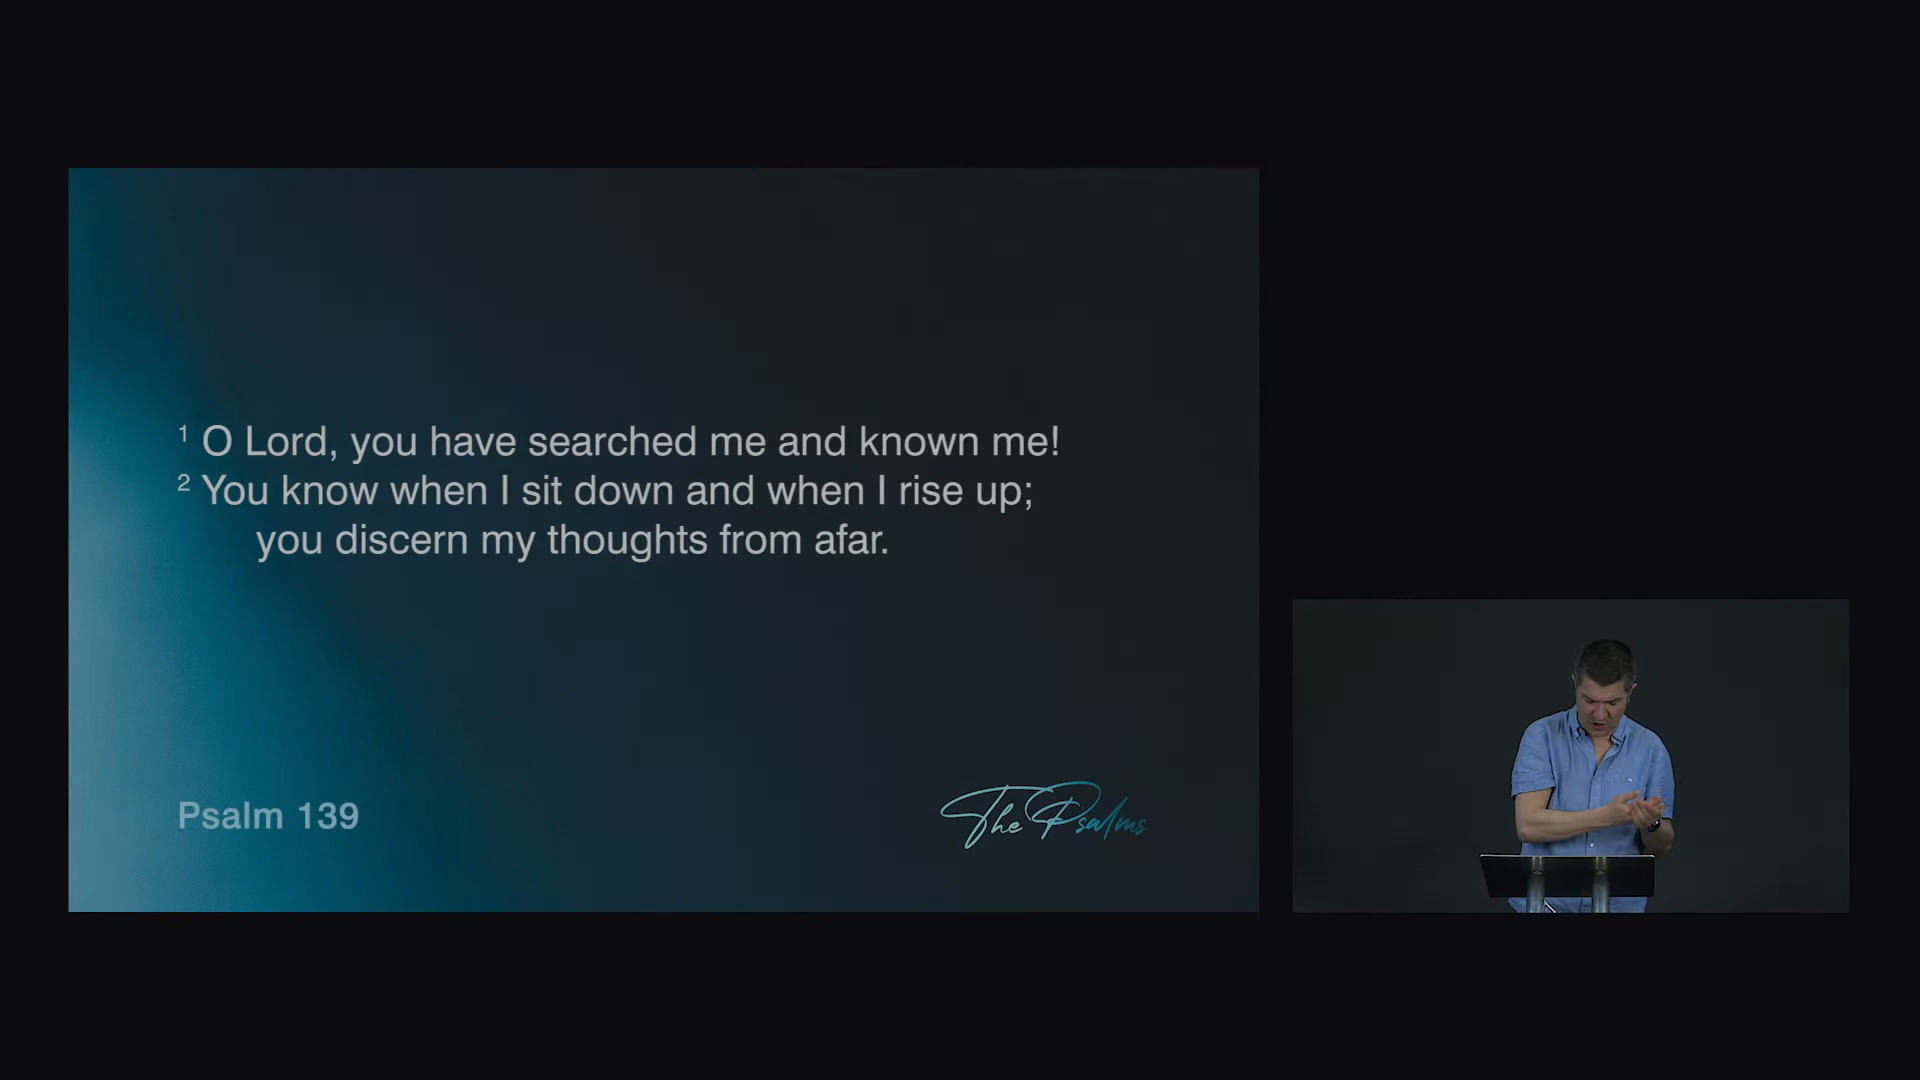 ¹ O Lord, you have searched me and known me!
² You know when I sit down and when I rise up;
you discern my thoughts from afar.
Psalm 139
The Psalms